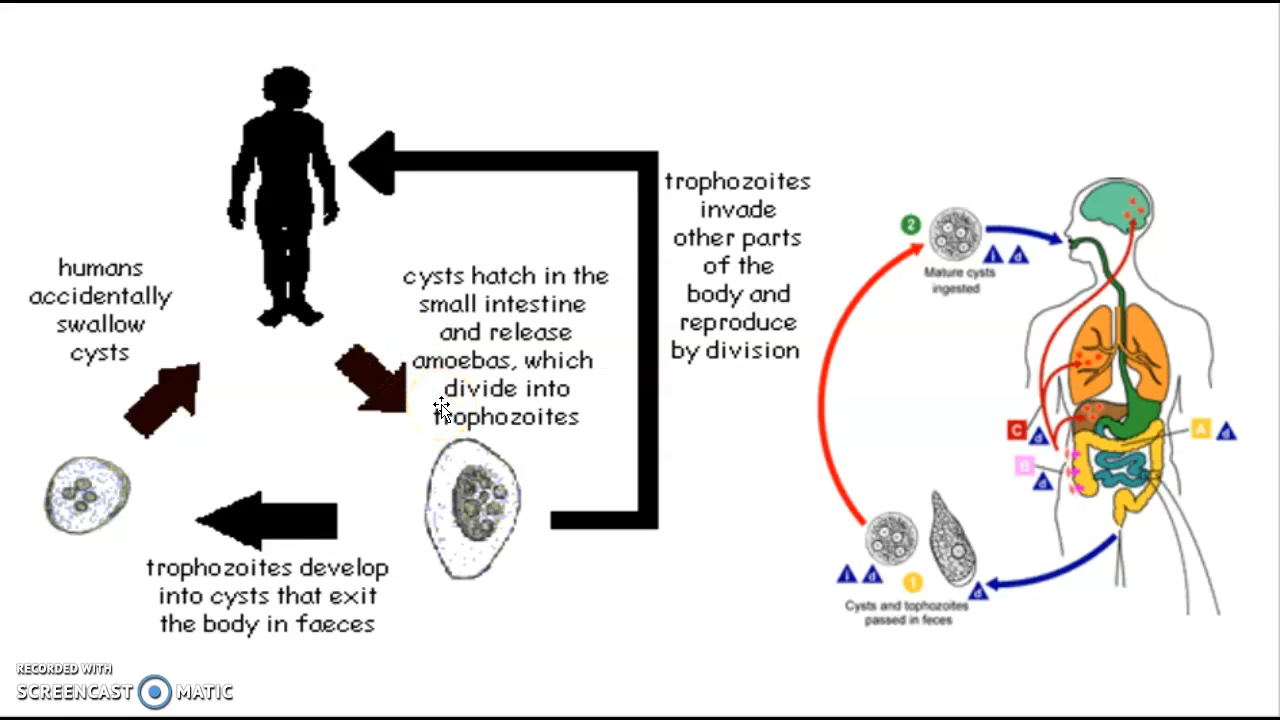 humans
accidentally
swallow
cysts
cysts hatch in the
small intestine
and release
amoebas, which
divide into
trophozoites
trophozoites
invade
other parts
of the
body and
reproduce
by division
trophozoites develop
into cysts that exit
the body in faeces
2
i d
Mature cysts
ingested
C
d
A
d
B
d
i d
1
d
Cysts and tophozoites
passed in feces
RECORDED WITH
SCREENCAST MATIC